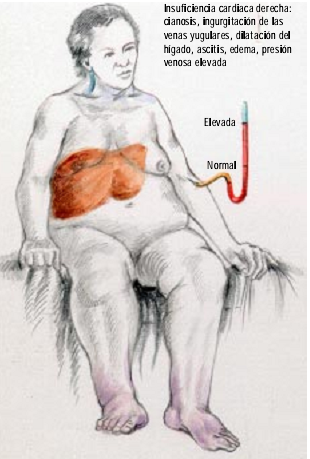 Insuficiencia cardiaca derecha:
cianosis, ingurgitación de las
venas yugulares, dilatación del
hígado, ascitis, edema, presión
venosa elevada
Elevada
Normal